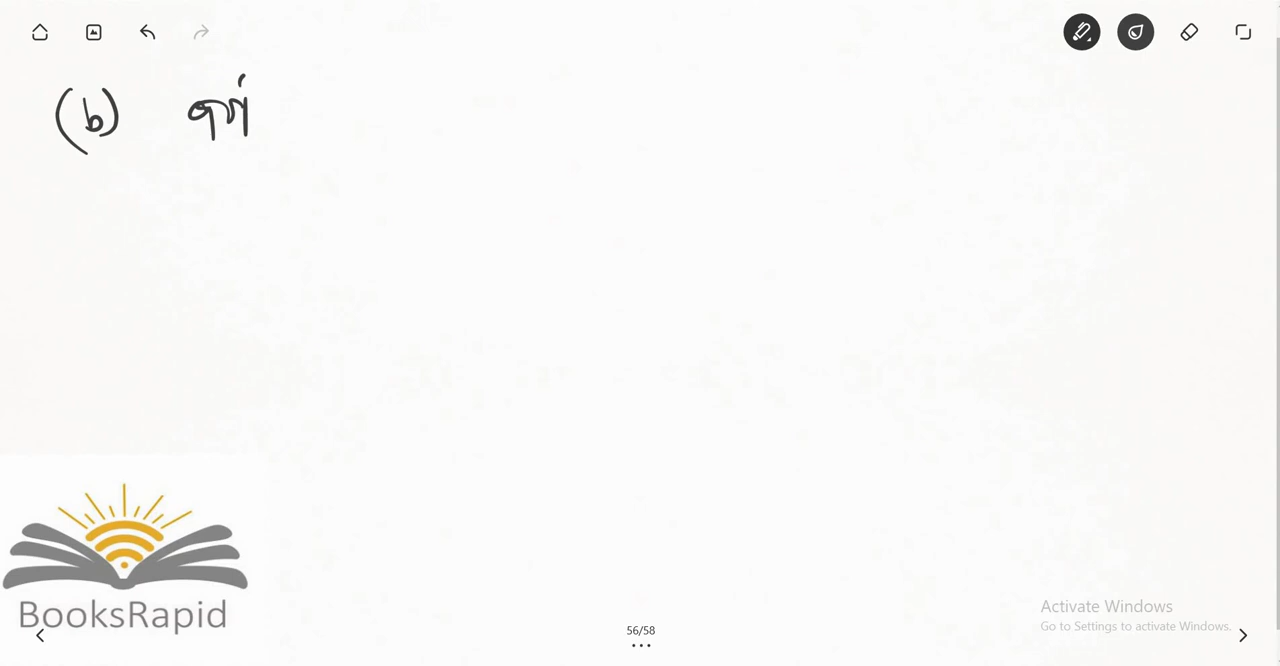 (b)
BooksRapid
56/58
Activate Windows
Go to Settings to activate Windows.